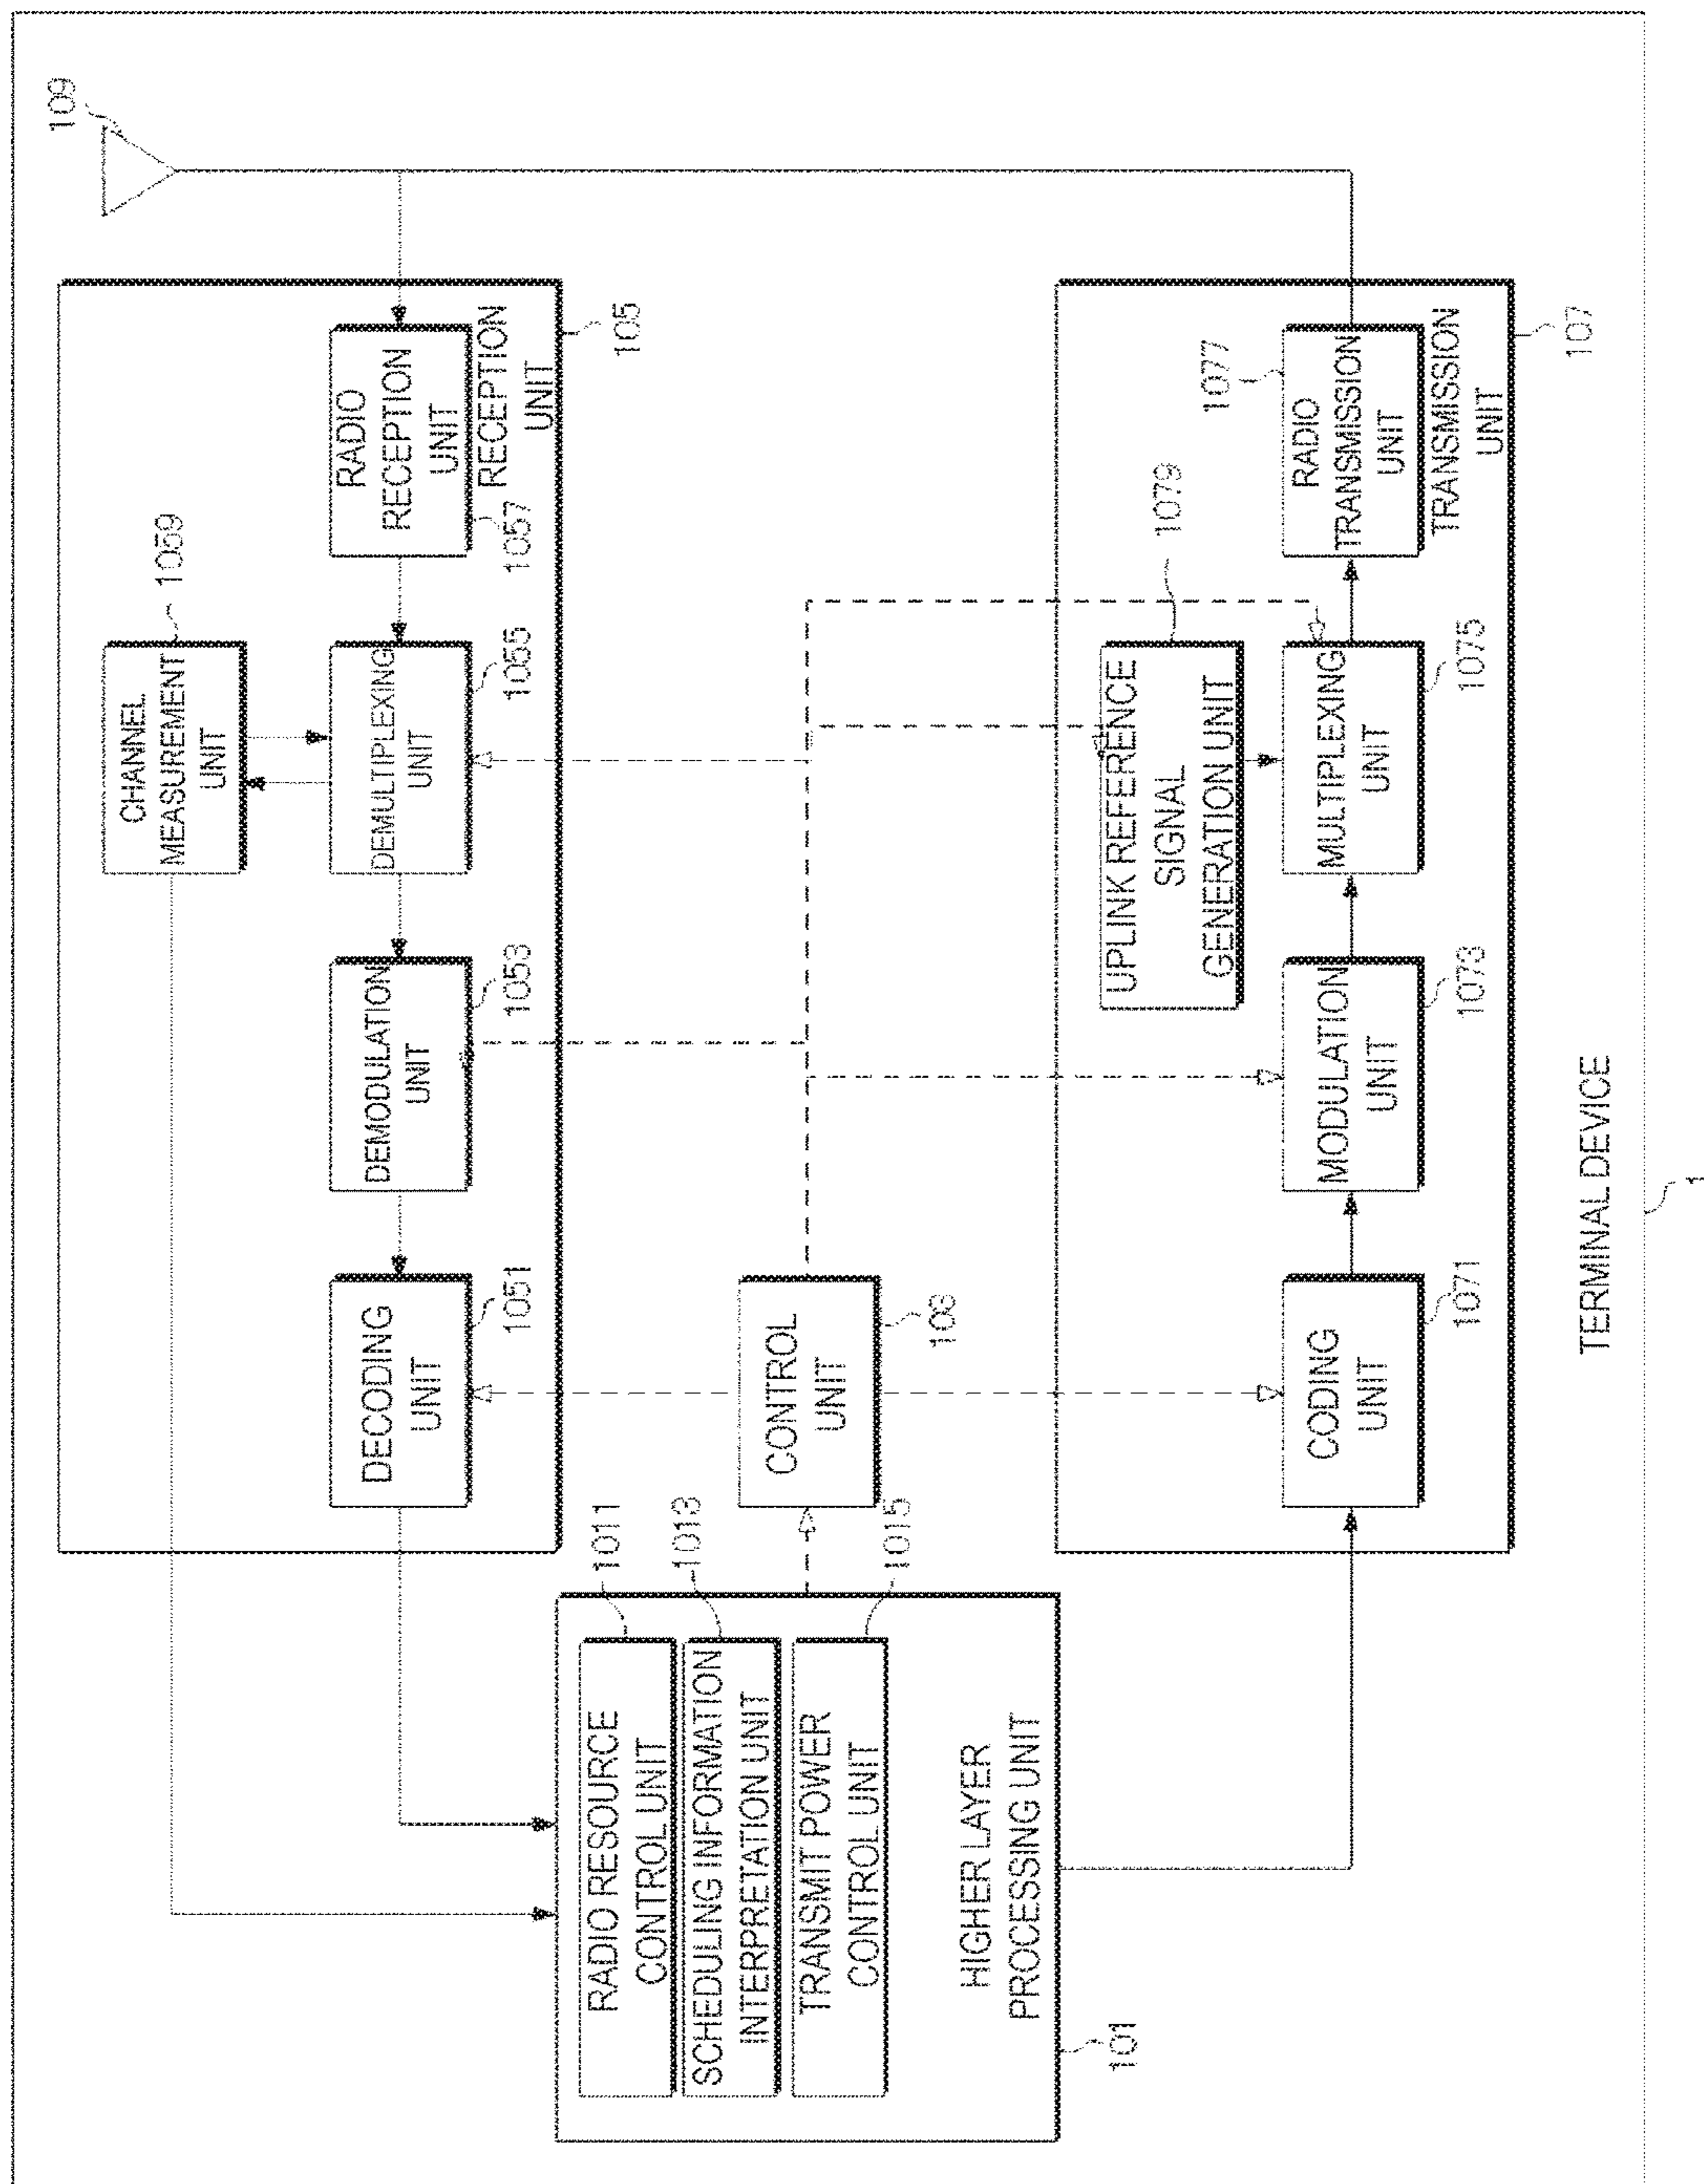 109
CHANNEL
MEASUREMENT
UNIT
1059
RADIO
RECEPTION
UNIT
1057
RECEPTION
UNIT
105
DEMULTIPLEXING
UNIT
1055
DEMODULATION
UNIT
1053
DECODING
UNIT
1051
CONTROL
UNIT
RADIO RESOURCE
CONTROL UNIT
1011
SCHEDULING INFORMATION
INTERPRETATION UNIT
1013
TRANSMIT POWER
CONTROL UNIT
1015
HIGHER LAYER
PROCESSING UNIT
101
UPLINK REFERENCE
SIGNAL
GENERATION UNIT
1079
CODING
UNIT
1071
MODULATION
UNIT
1073
MULTIPLEXING
UNIT
1075
RADIO
TRANSMISSION
UNIT
1077
TRANSMISSION
UNIT
107
TERMINAL DEVICE
1